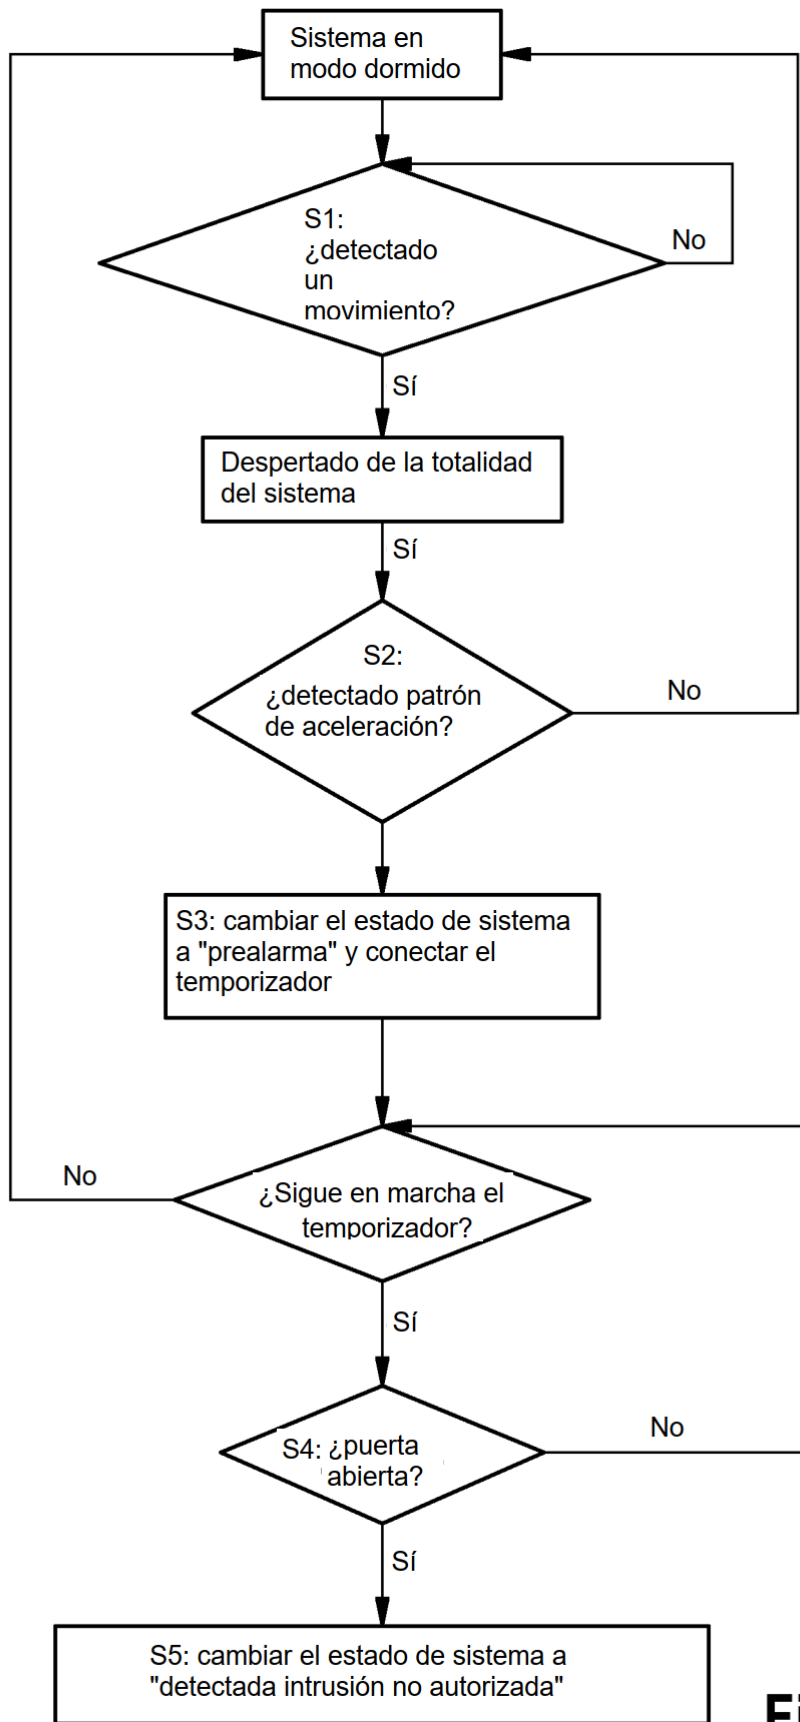 Sistema en
modo dormido
S1:
¿detectado
un
movimiento?
No
Sí
Despertado de la totalidad
del sistema
Sí
S2:
¿detectado patrón
de aceleración?
No
S3: cambiar el estado de sistema
a "prealarma" y conectar el
temporizador
No
¿Sigue en marcha el
temporizador?
Sí
S4: ¿puerta
abierta?
No
Sí
S5: cambiar el estado de sistema a
"detectada intrusión no autorizada"